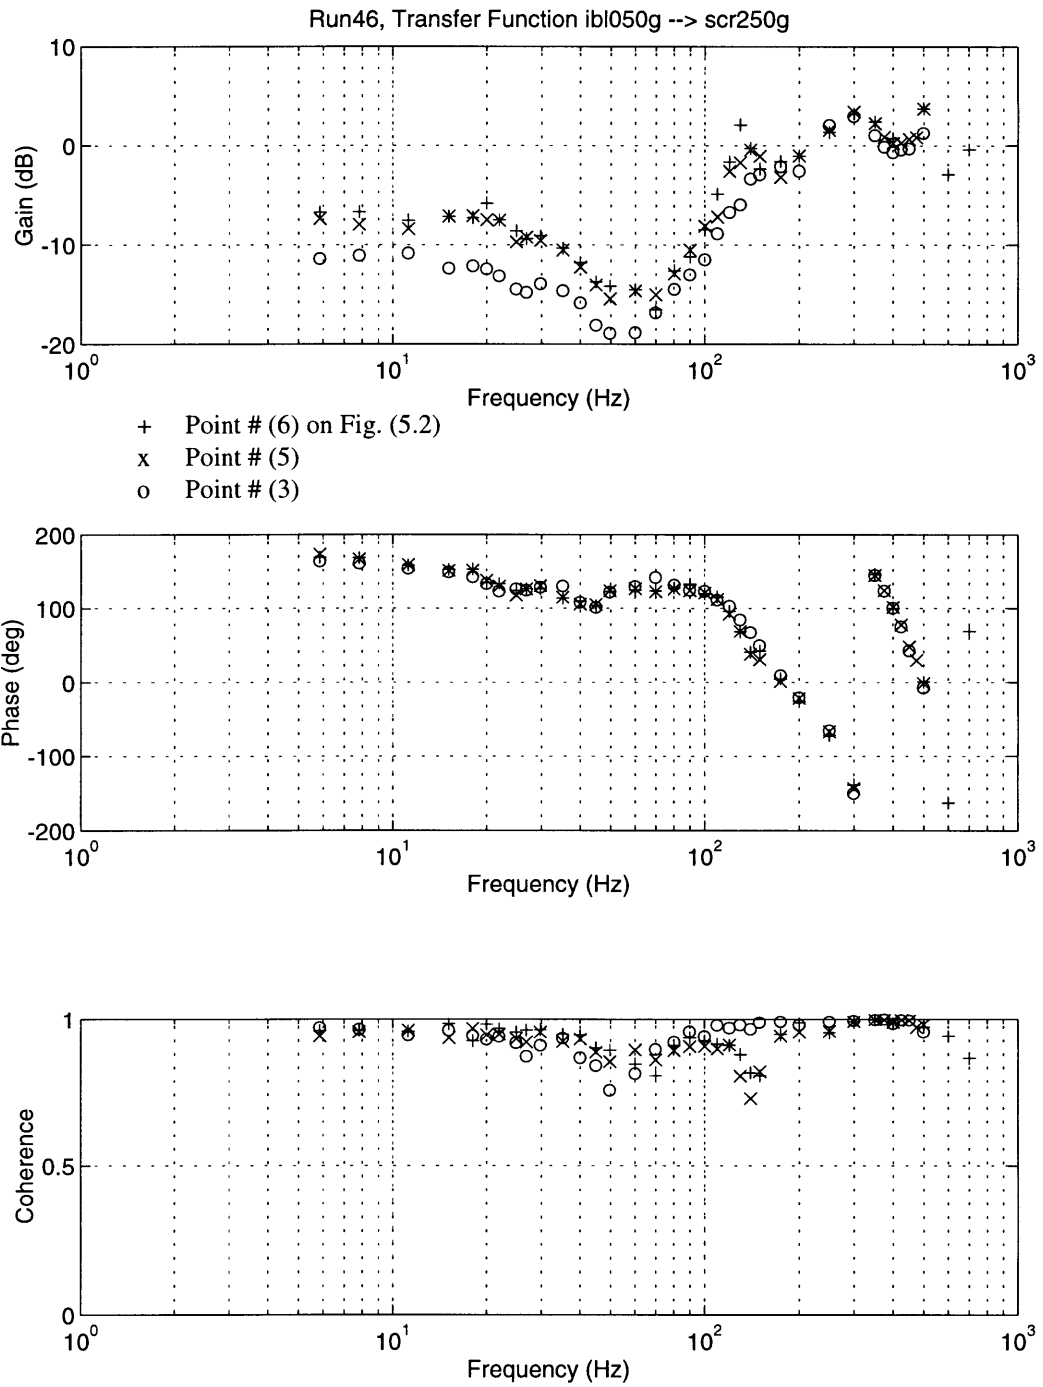 Run46, Transfer Function ibl050g --> scr250g
10
0
-10
-20
Gain (dB)
10^0
10^1
10^2
10^3
Frequency (Hz)
+ Point # (6) on Fig. (5.2)
x Point # (5)
o Point # (3)
200
100
0
-100
-200
Phase (deg)
10^0
10^1
10^2
10^3
Frequency (Hz)
1
0.5
0
Coherence
10^0
10^1
10^2
10^3
Frequency (Hz)